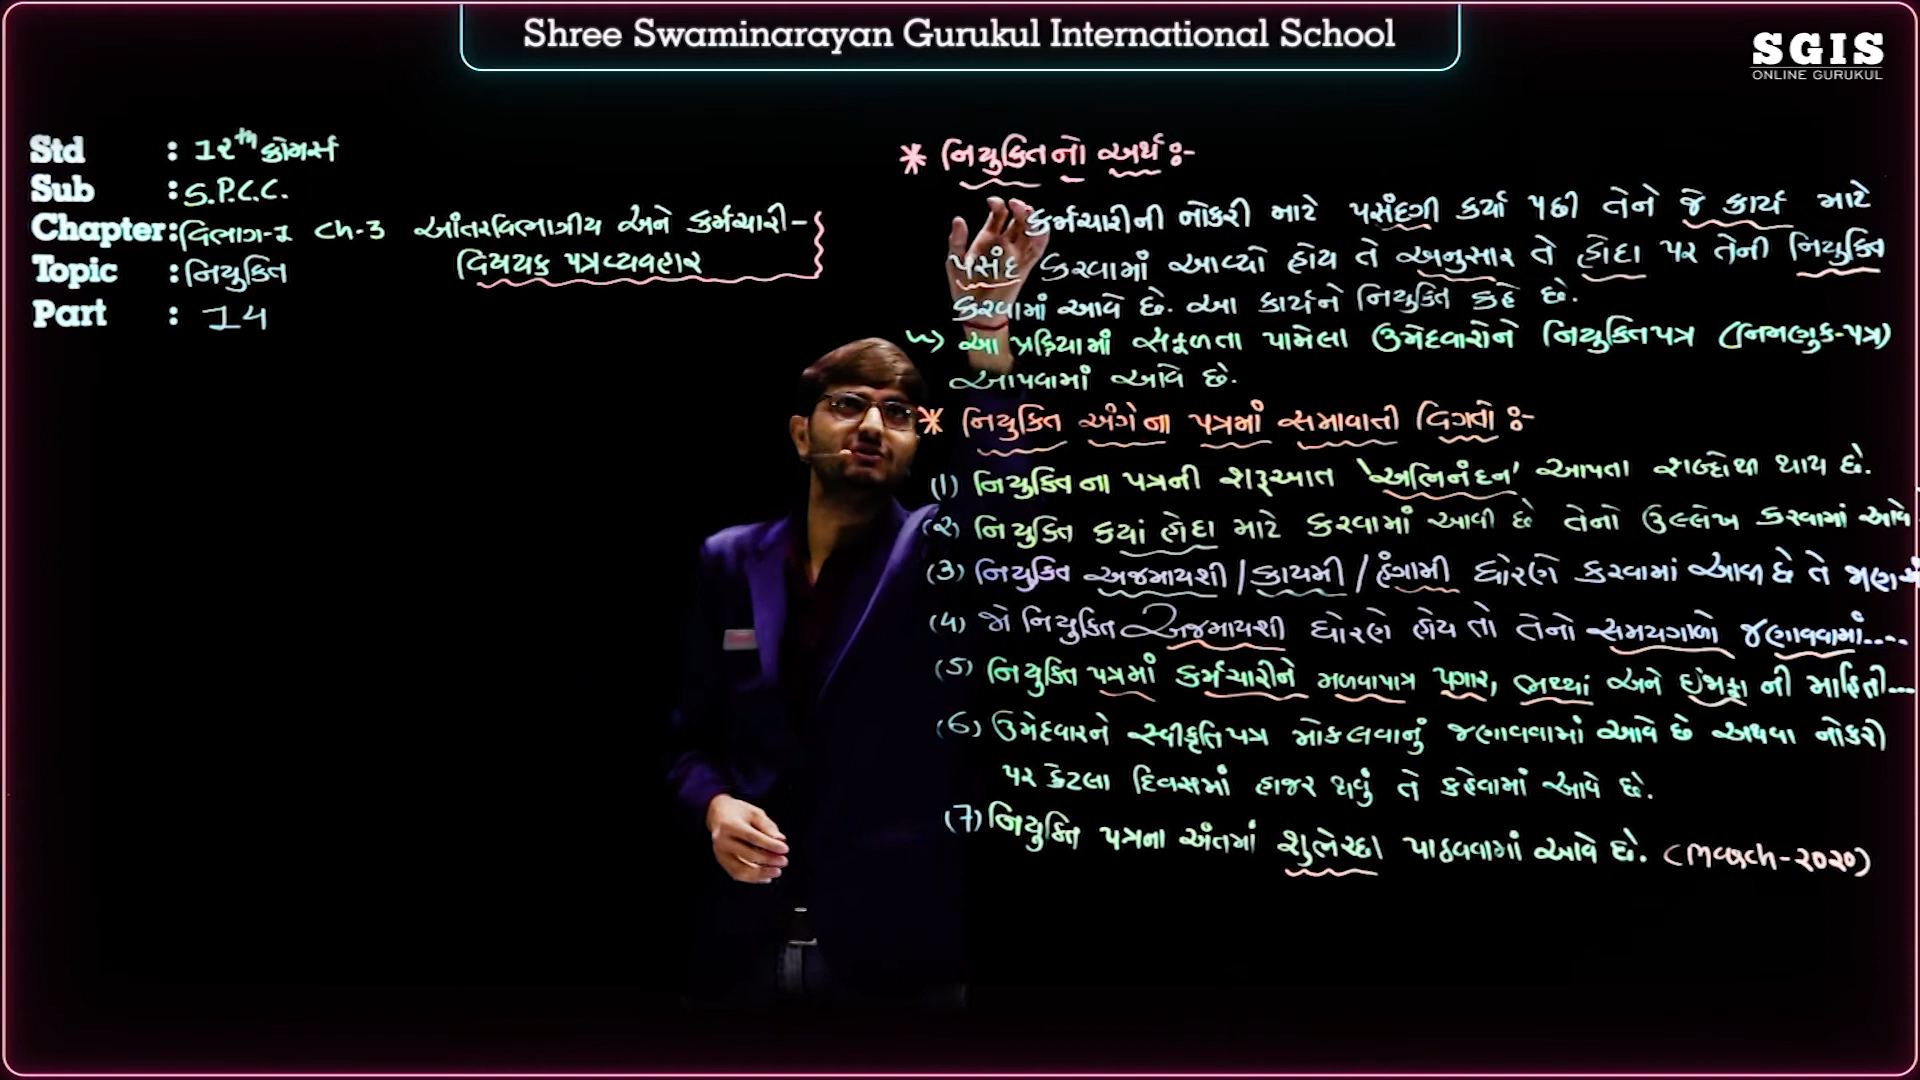 Shree Swaminarayan Gurukul International School
SGIS
ONLINE GURUKUL
Std : 12th કોમર્સ
Sub : S.P.C.C.
Chapter : વિભાગ-1 Ch-3 આંતરવિભાગીય અને કર્મચારી-
વિષયક પત્રવ્યવહાર
Topic : નિયુકિત
Part : 14
* નિયુકિતનો અર્થ :-
કર્મચારીની નોકરી માટે પસંદગી કર્યા પછી તેને જે કાર્ય માટે
પસંદ કરવામાં આવ્યો હોય તે અનુસાર તે હોદા પર તેની નિયુકિત
કરવામાં આવે છે. આ કાર્યને નિયુકિત કહે છે.
આ પ્રક્રિયામાં સફળતા પામેલા ઉમેદવારોને નિયુકિતપત્ર (નિમણુક-પત્ર)
આપવામાં આવે છે.
* નિયુકિત અંગેના પત્રમાં સમાવાતી વિગતો :-
(1) નિયુકિતના પત્રની શરૂઆત 'અભિનંદન' આપતા શબ્દોથી થાય છે.
(૨) નિયુકિત કયાં હોદા માટે કરવામાં આવી છે તેનો ઉલ્લેખ કરવામાં આવે
(3) નિયુકિત અજમાયશી / કાયમી / હંગામી ધોરણે કરવામાં આવી છે તે
(4) જો નિયુકિત અજમાયશી ધોરણે હોય તો તેનો સમયગાળો જણાવવામાં....
(5) નિયુકિત પત્રમાં કર્મચારીને મળવાપાત્ર પગાર, ભથ્થાં અને ઇજાફા ની માહિતી...
(6) ઉમેદવારને સ્વીકૃતિપત્ર મોકલવાનું જણાવવામાં આવે છે અથવા નોકરી
પર કેટલા દિવસમાં હાજર થવું તે કહેવામાં આવે છે.
(7) નિયુકિત પત્રના અંતમાં શુભેચ્છા પાઠવવામાં આવે છે. (March-૨૦૨૦)